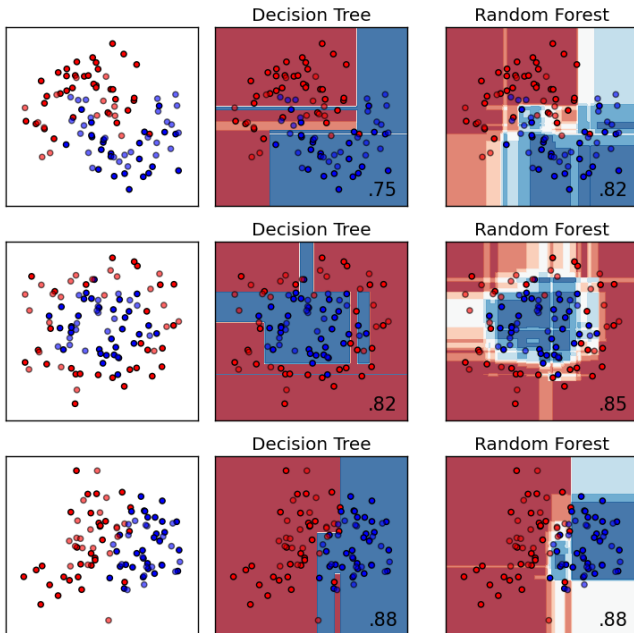 Decision Tree Random Forest
.75 .82
Decision Tree Random Forest
.82 .85
Decision Tree Random Forest
.88 .88